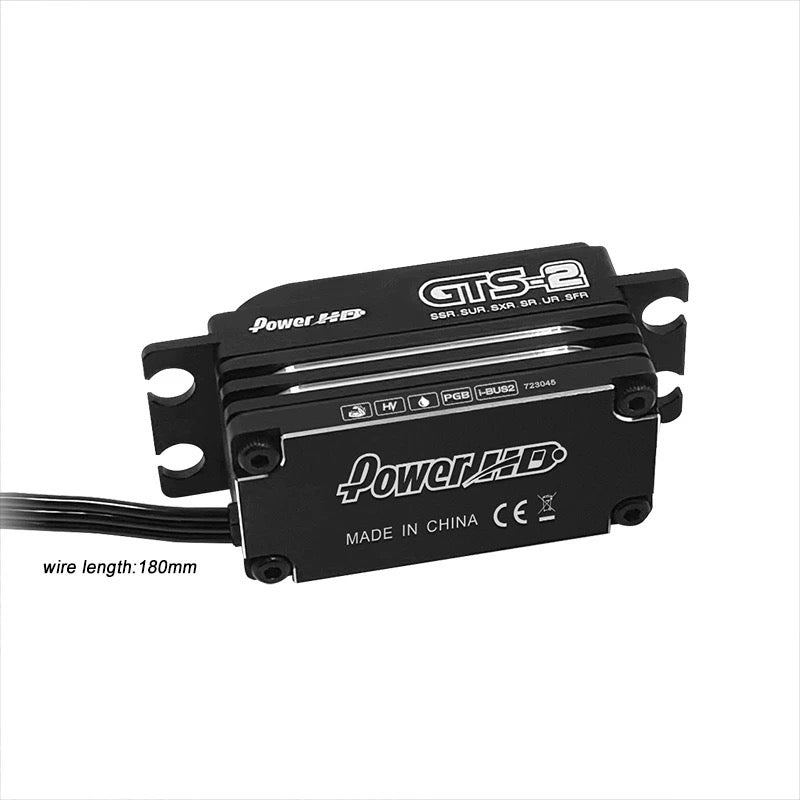 GTS-2
SSR.SUR.SXR.SR.UR.SFR
Power HD
HV PGB i-BUS2 723045
Power HD
MADE IN CHINA CE
wire length:180mm